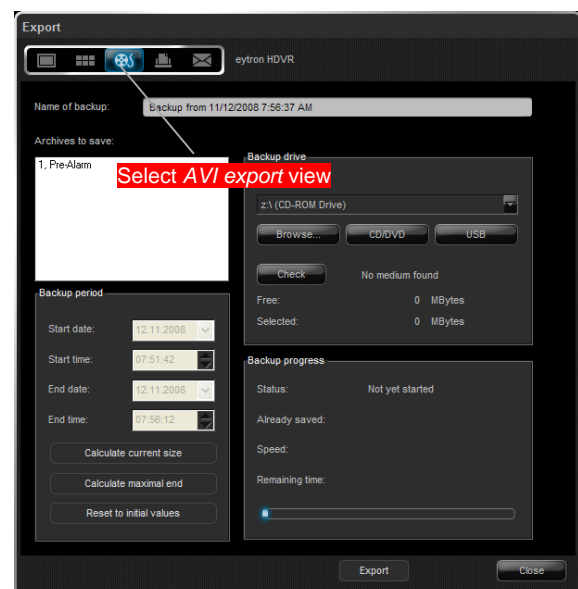 Export
eytron HDVR
Name of backup: Backup from 11/12/2008 7:56:37 AM
Archives to save:
1, Pre-Alarm
Select AVI export view
Backup drive
z:\ (CD-ROM Drive)
Browse... CD/DVD USB
Check No medium found
Free: 0 MBytes
Selected: 0 MBytes
Backup period
Start date: 12.11.2008
Start time: 07:51:42
End date: 12.11.2008
End time: 07:56:12
Calculate current size
Calculate maximal end
Reset to initial values
Backup progress
Status: Not yet started
Already saved:
Speed:
Remaining time:
Export Close